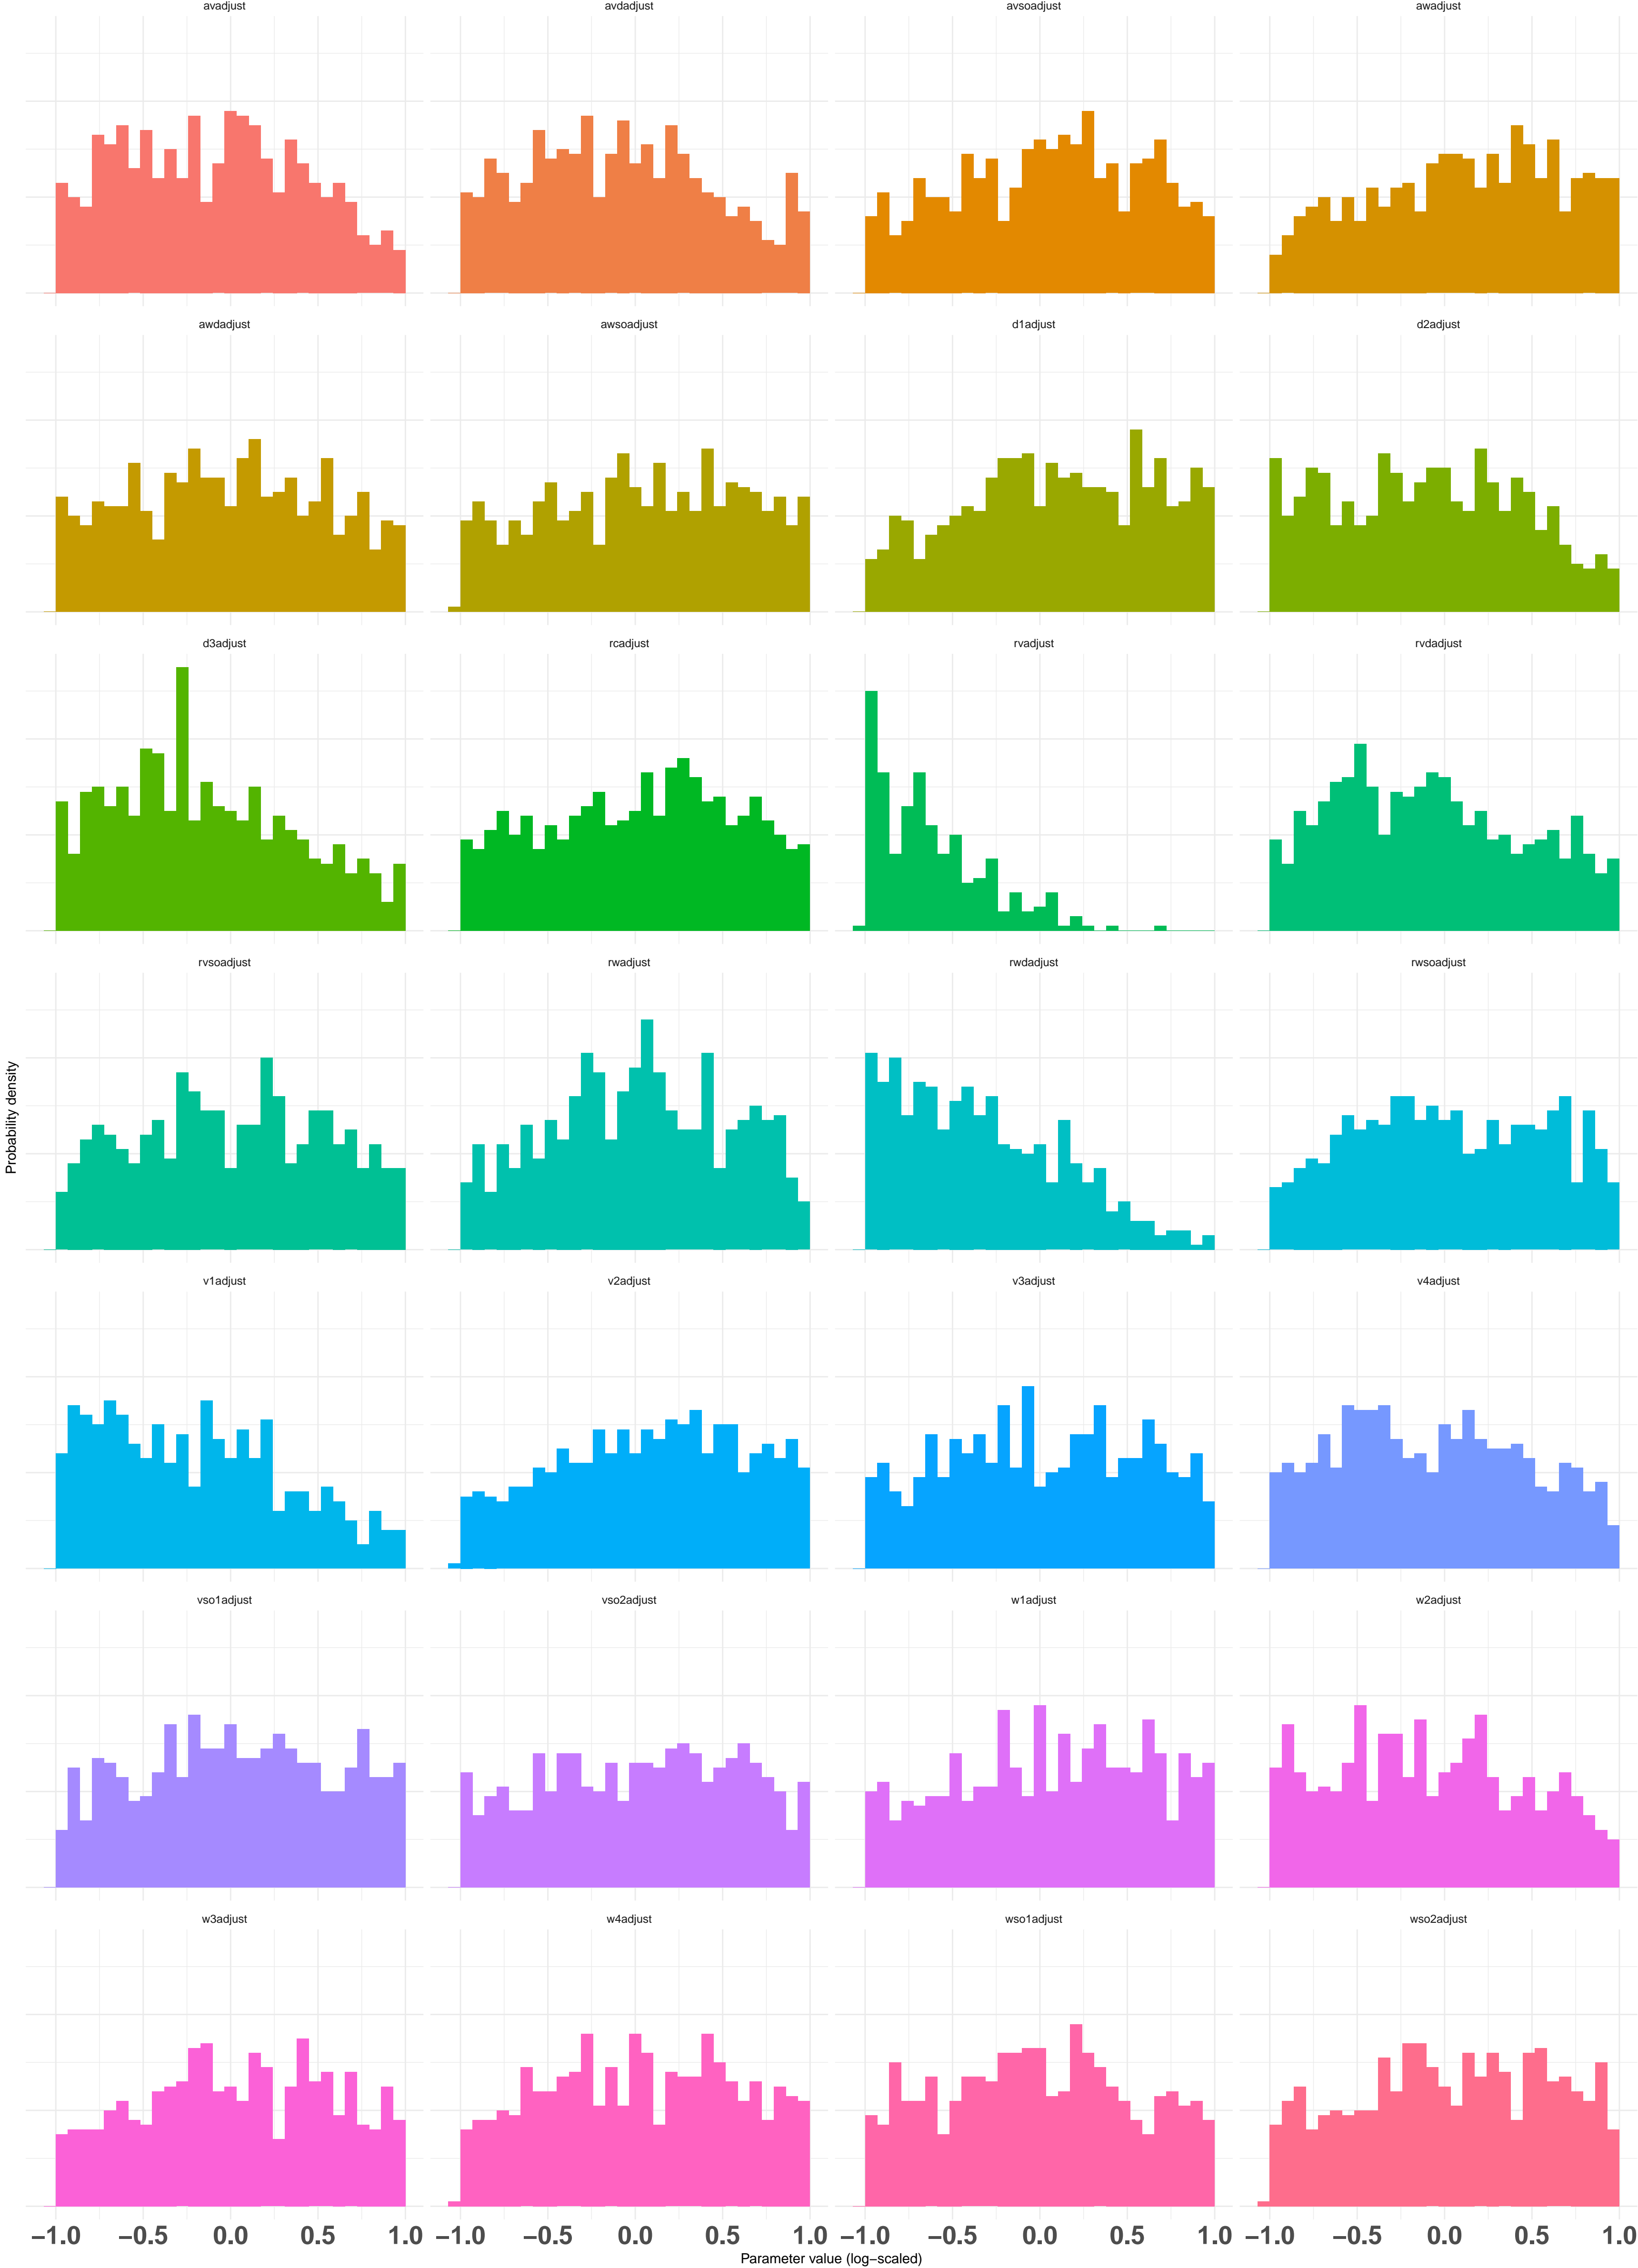 avadjust avdadjust avsoadjust awadjust
awdadjust awsoadjust d1adjust d2adjust
d3adjust rcadjust rvadjust rvdadjust
rvsoadjust rwadjust rwdadjust rwsoadjust
Probability density
v1adjust v2adjust v3adjust v4adjust
vso1adjust vso2adjust w1adjust w2adjust
w3adjust w4adjust wso1adjust wso2adjust
−1.0 −0.5 0.0 0.5 1.0 −1.0 −0.5 0.0 0.5 1.0 −1.0 −0.5 0.0 0.5 1.0 −1.0 −0.5 0.0 0.5 1.0
Parameter value (log−scaled)